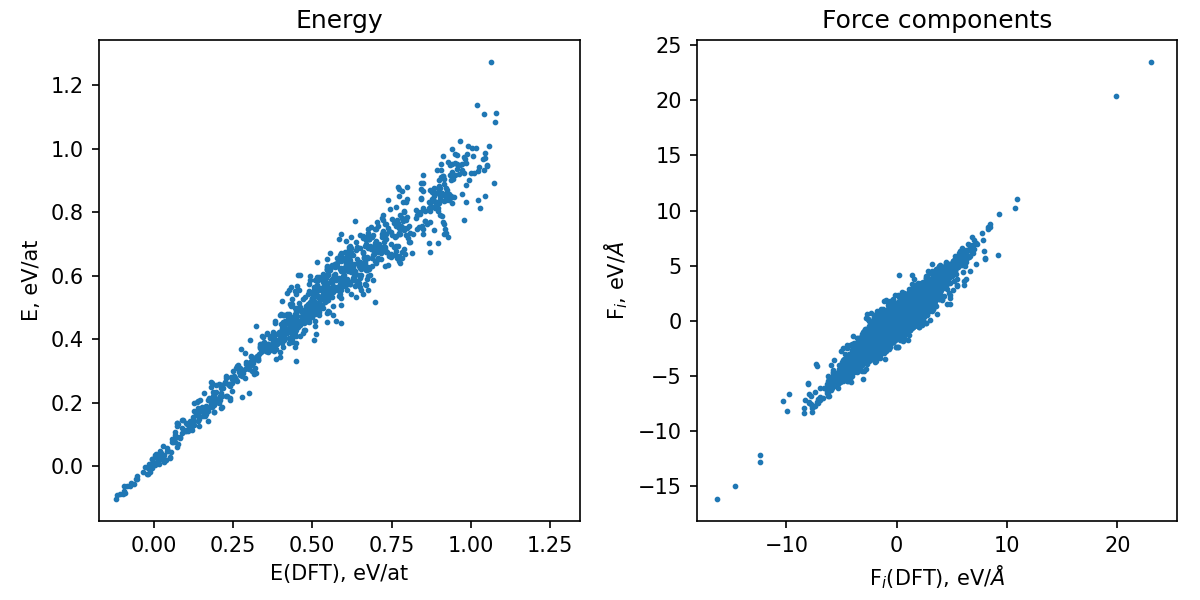 Energy
1.2
1.0
0.8
0.6
0.4
0.2
0.0
E, eV/at
0.00 0.25 0.50 0.75 1.00 1.25
E(DFT), eV/at
Force components
25
20
15
10
5
0
−5
−10
−15
Fᵢ, eV/Å
−10 0 10 20
Fᵢ(DFT), eV/Å